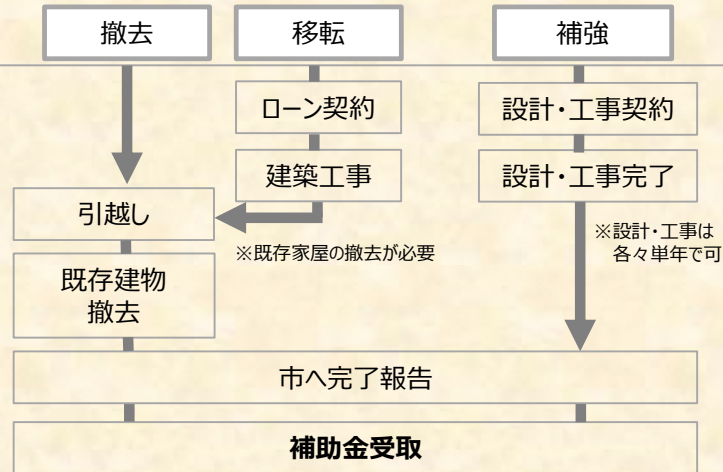 撤去
移転
補強
ローン契約
設計・工事契約
建築工事
設計・工事完了
引越し
※設計・工事は
各々単年で可
※既存家屋の撤去が必要
既存建物
撤去
市へ完了報告
補助金受取